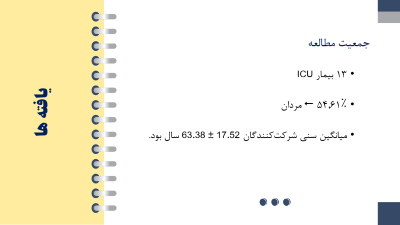 جمعیت مطالعه
• ۱۳ بیمار ICU
• ۵۴٫۶۱٪ ← مردان
• میانگین سنی شرکت‌کنندگان 17.52 ± 63.38 سال بود.
یافته ها